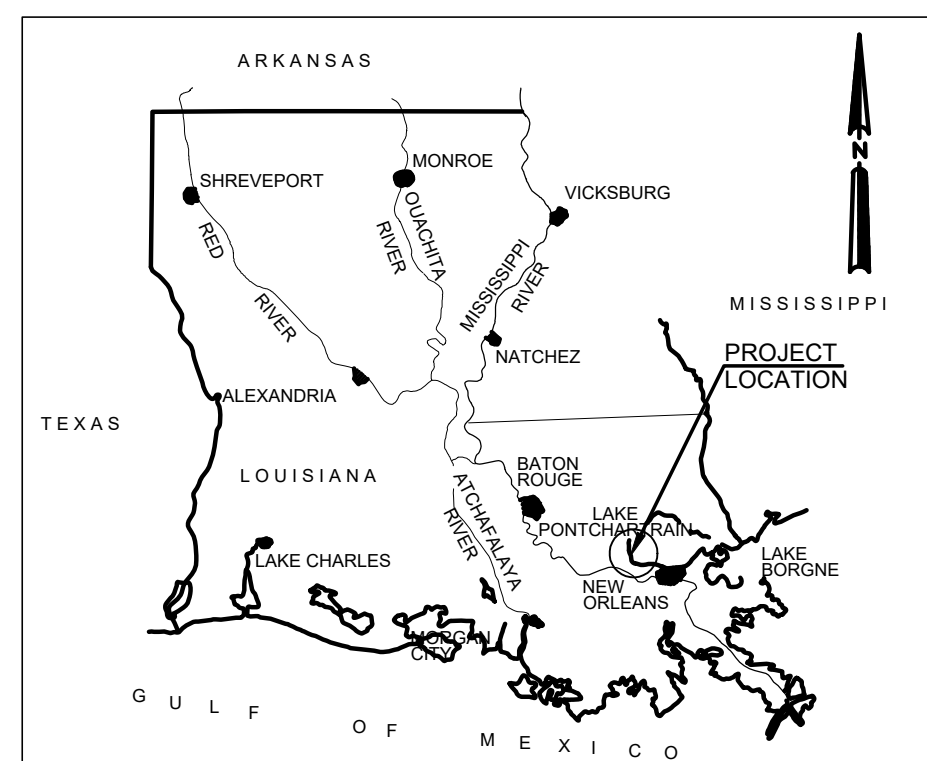 ARKANSAS
MONROE
SHREVEPORT
VICKSBURG
N
OUACHITA
RIVER
RED
RIVER
MISSISSIPPI
RIVER
MISSISSIPPI
NATCHEZ
PROJECT
LOCATION
ALEXANDRIA
TEXAS
LOUISIANA
BATON
ROUGE
ATCHAFALAYA
RIVER
LAKE
PONTCHARTRAIN
LAKE
BORGNE
LAKE CHARLES
NEW
ORLEANS
MORGAN
CITY
GULF OF MEXICO